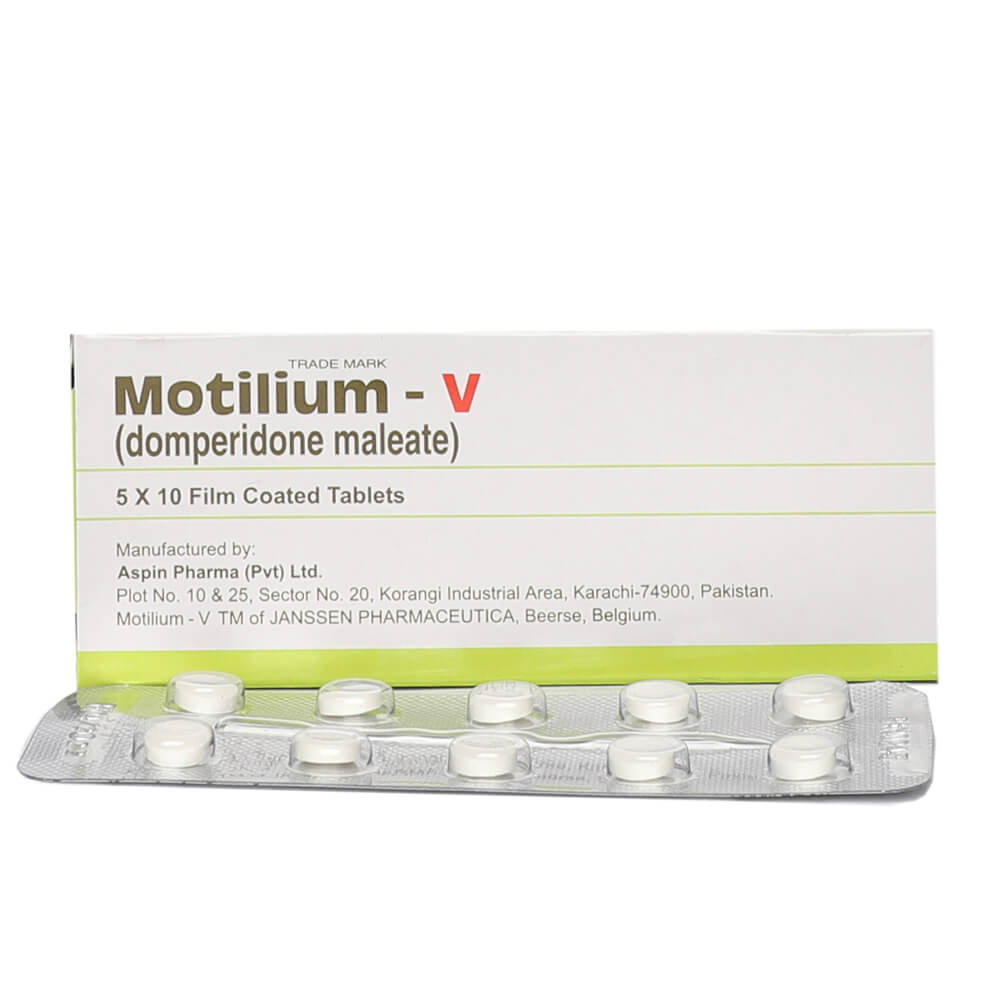 TRADE MARK
Motilium - V
(domperidone maleate)
5 X 10 Film Coated Tablets
Manufactured by:
Aspin Pharma (Pvt) Ltd.
Plot No. 10 & 25, Sector No. 20, Korangi Industrial Area, Karachi-74900, Pakistan.
Motilium - V TM of JANSSEN PHARMACEUTICA, Beerse, Belgium.